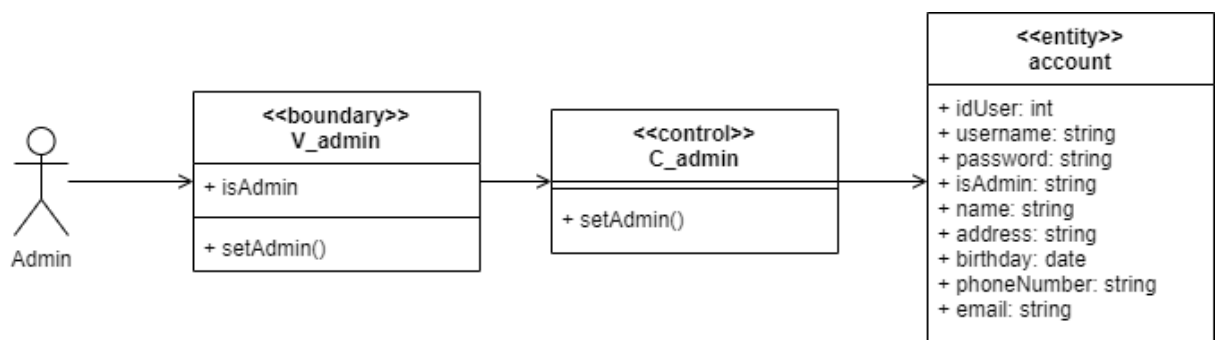 Admin
<<boundary>>
V_admin
+ isAdmin
+ setAdmin()
<<control>>
C_admin
+ setAdmin()
<<entity>>
account
+ idUser: int
+ username: string
+ password: string
+ isAdmin: string
+ name: string
+ address: string
+ birthday: date
+ phoneNumber: string
+ email: string